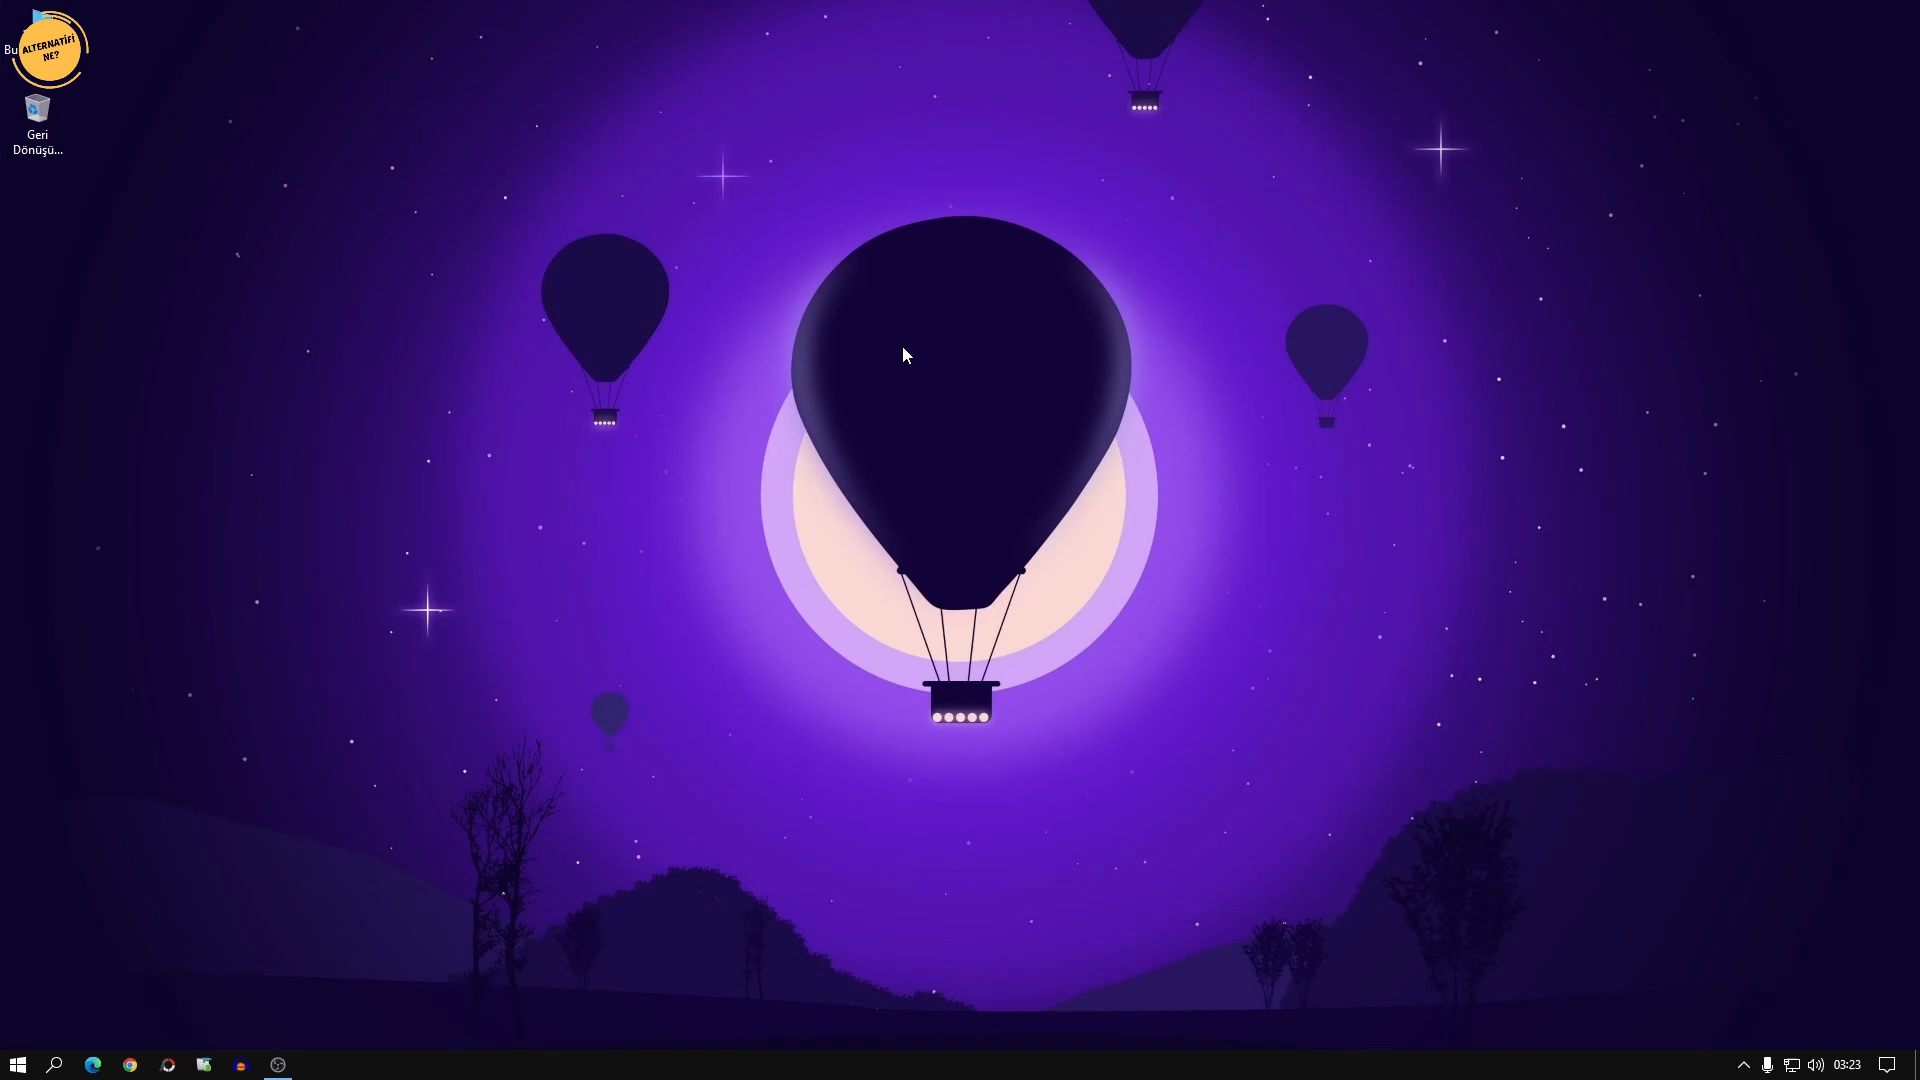 Bu
ALTERNATİFİ
NE?
Geri
Dönüşü...
03:23